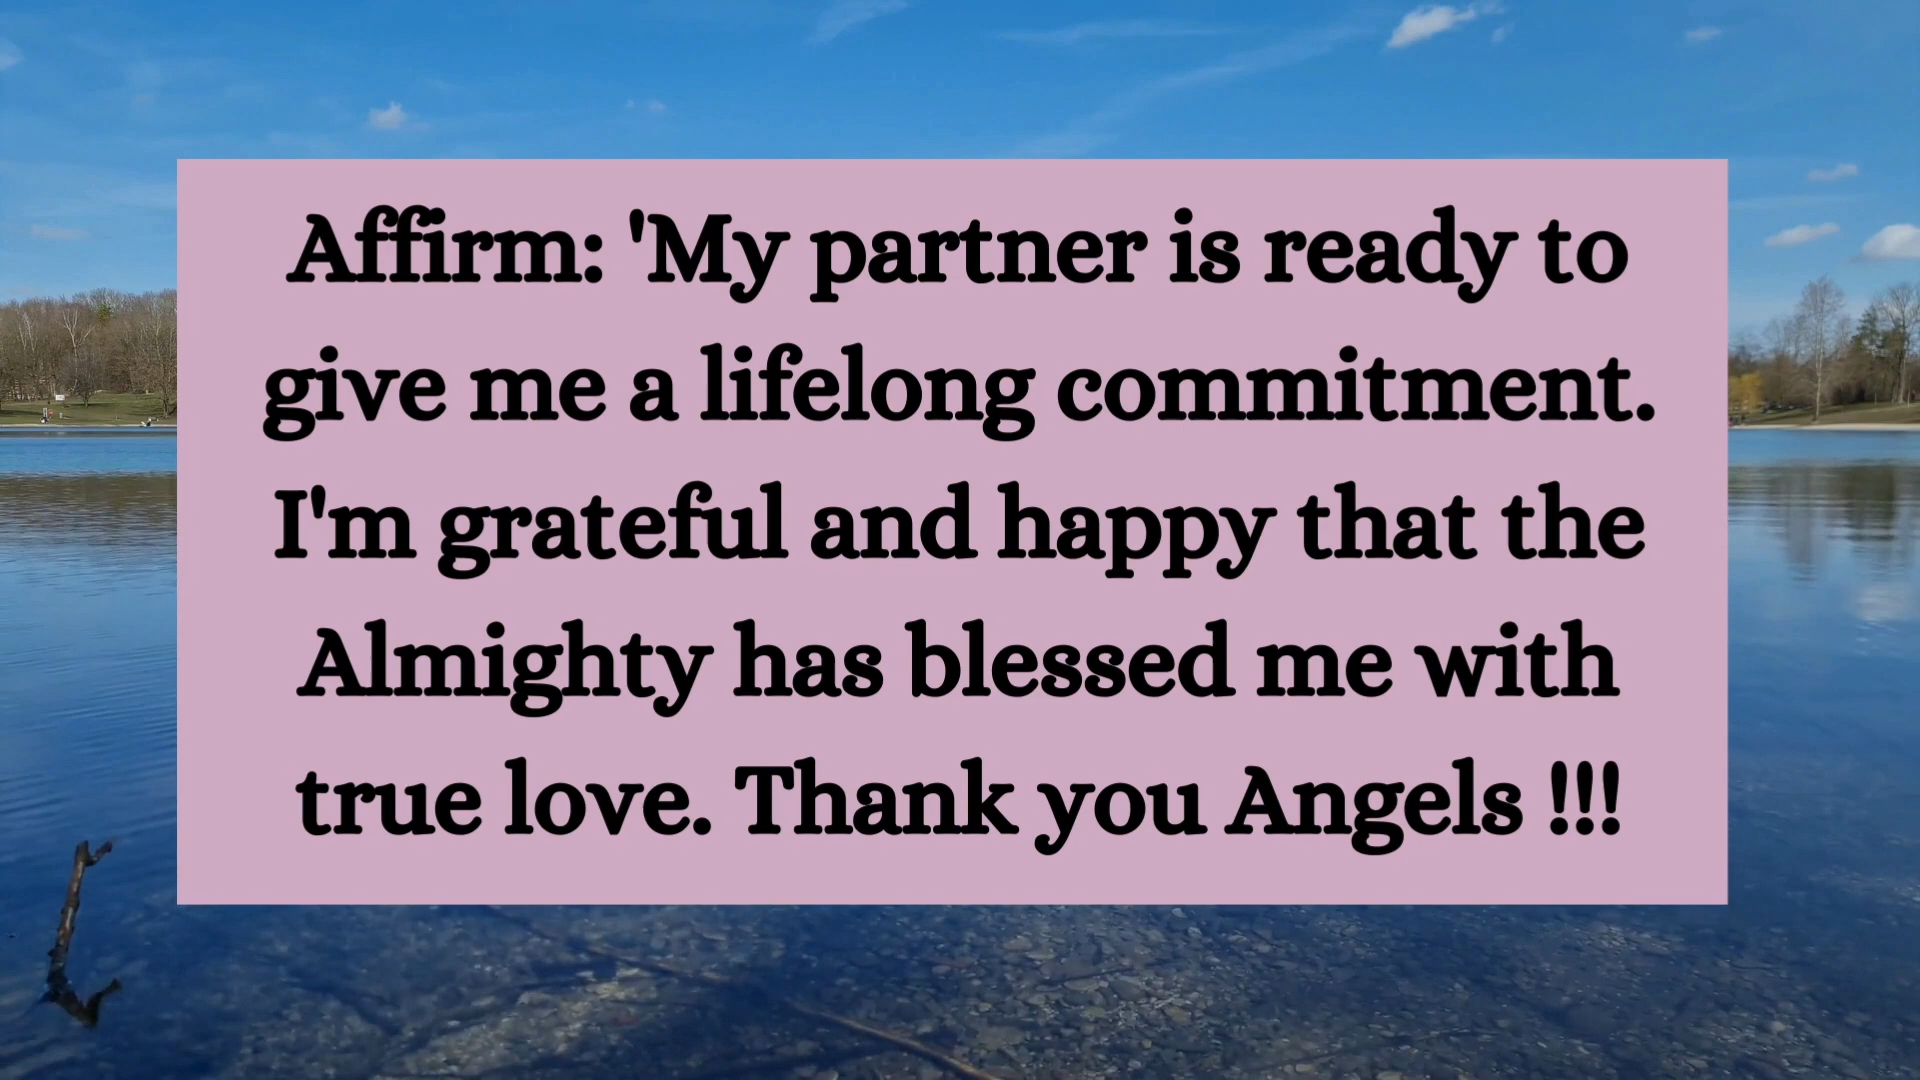 Affirm: 'My partner is ready to
give me a lifelong commitment.
I'm grateful and happy that the
Almighty has blessed me with
true love. Thank you Angels !!!